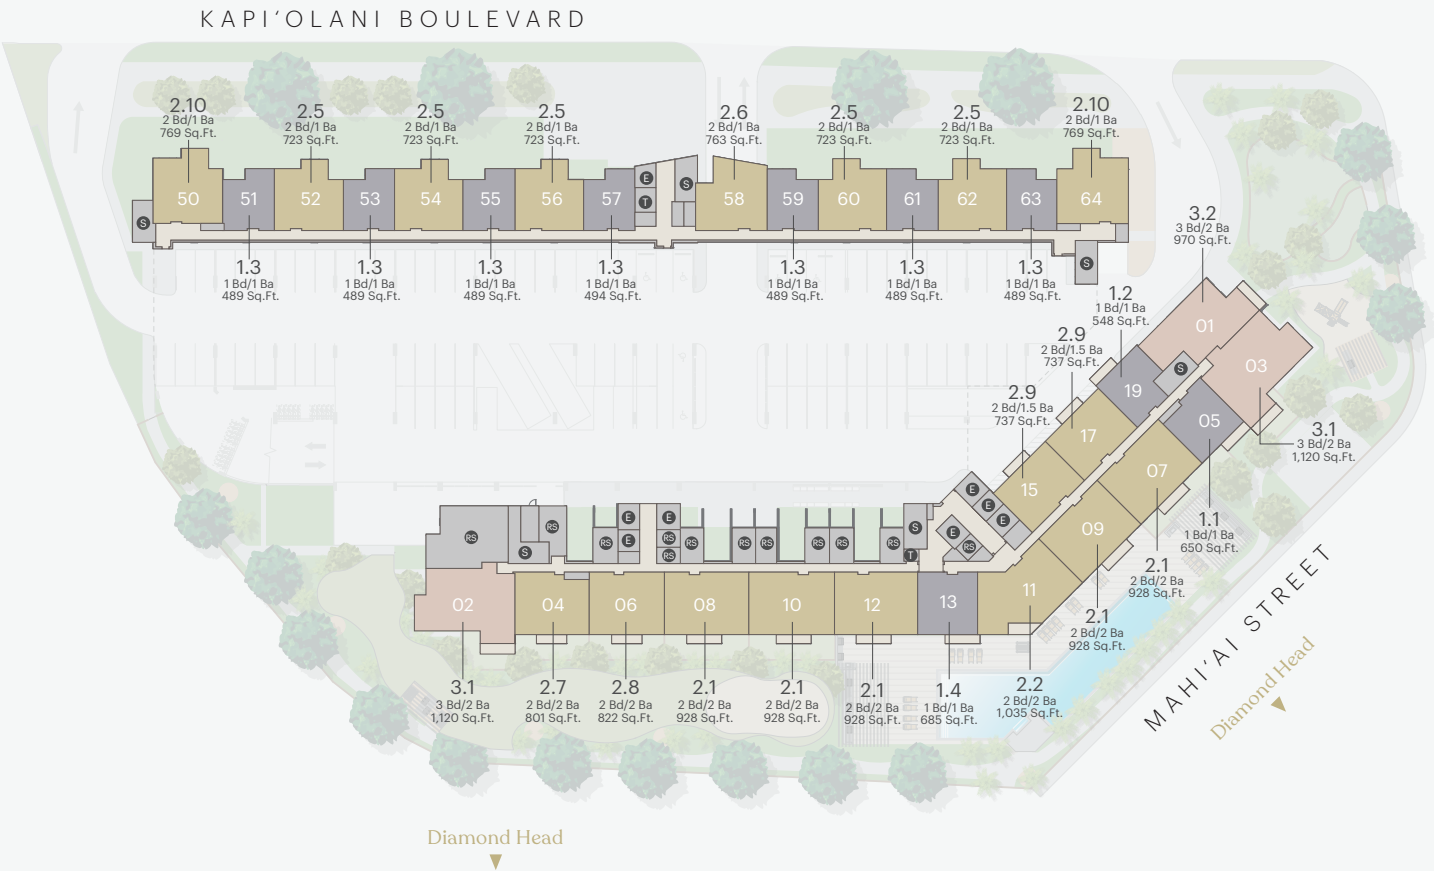 KAPI‘OLANI BOULEVARD
2.10
2 Bd/1 Ba
769 Sq.Ft.
2.5
2 Bd/1 Ba
723 Sq.Ft.
2.5
2 Bd/1 Ba
723 Sq.Ft.
2.5
2 Bd/1 Ba
723 Sq.Ft.
2.6
2 Bd/1 Ba
763 Sq.Ft.
2.5
2 Bd/1 Ba
723 Sq.Ft.
2.5
2 Bd/1 Ba
723 Sq.Ft.
2.10
2 Bd/1 Ba
769 Sq.Ft.
E
T
S
S
50
51
52
53
54
55
56
57
58
59
60
61
62
63
64
S
1.3
1 Bd/1 Ba
489 Sq.Ft.
1.3
1 Bd/1 Ba
489 Sq.Ft.
1.3
1 Bd/1 Ba
489 Sq.Ft.
1.3
1 Bd/1 Ba
494 Sq.Ft.
1.3
1 Bd/1 Ba
489 Sq.Ft.
1.3
1 Bd/1 Ba
489 Sq.Ft.
1.3
1 Bd/1 Ba
489 Sq.Ft.
3.2
3 Bd/2 Ba
970 Sq.Ft.
1.2
1 Bd/1 Ba
548 Sq.Ft.
2.9
2 Bd/1.5 Ba
737 Sq.Ft.
2.9
2 Bd/1.5 Ba
737 Sq.Ft.
01
03
S
19
05
17
07
15
09
11
3.1
3 Bd/2 Ba
1,120 Sq.Ft.
1.1
1 Bd/1 Ba
650 Sq.Ft.
2.1
2 Bd/2 Ba
928 Sq.Ft.
2.1
2 Bd/2 Ba
928 Sq.Ft.
E
E
E
E
RS
RS
RS
S
E
E
RS
E
RS
RS
RS
RS
RS
RS
RS
RS
S
T
02
04
06
08
10
12
13
3.1
3 Bd/2 Ba
1,120 Sq.Ft.
2.7
2 Bd/2 Ba
801 Sq.Ft.
2.8
2 Bd/2 Ba
822 Sq.Ft.
2.1
2 Bd/2 Ba
928 Sq.Ft.
2.1
2 Bd/2 Ba
928 Sq.Ft.
2.1
2 Bd/2 Ba
928 Sq.Ft.
1.4
1 Bd/1 Ba
685 Sq.Ft.
2.2
2 Bd/2 Ba
1,035 Sq.Ft.
MAHI‘AI STREET
Diamond Head
Diamond Head